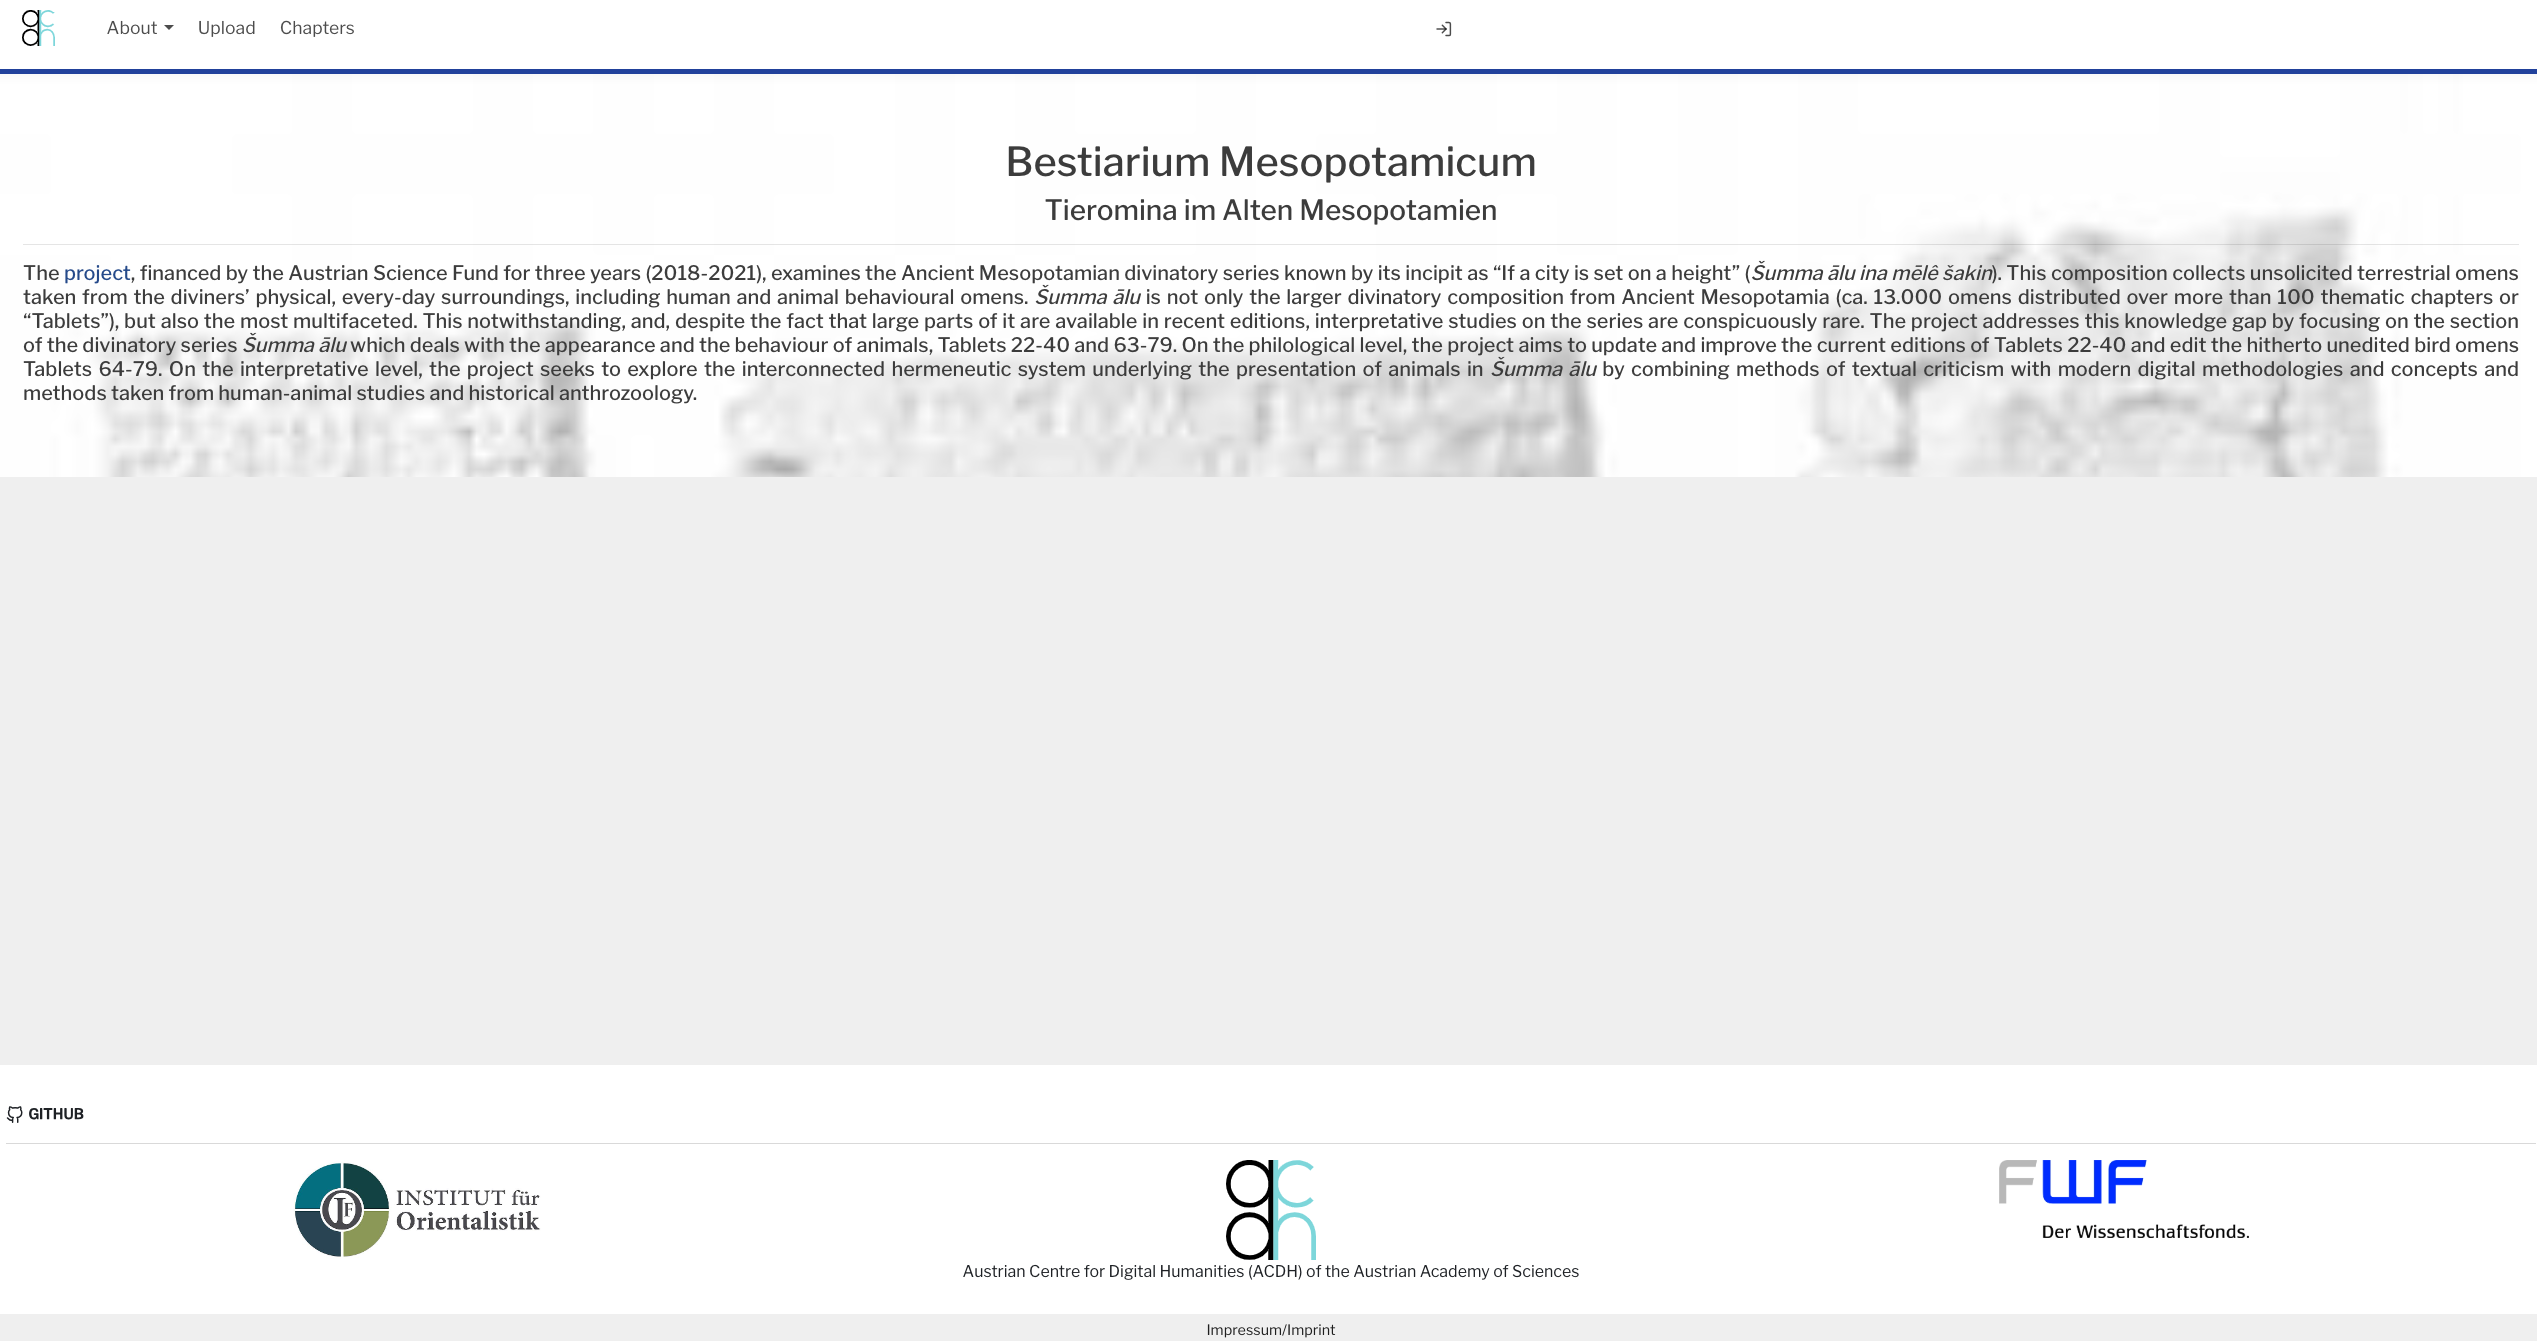 About Upload Chapters
Bestiarium Mesopotamicum
Tieromina im Alten Mesopotamien
The project, financed by the Austrian Science Fund for three years (2018-2021), examines the Ancient Mesopotamian divinatory series known by its incipit as “If a city is set on a height” (Šumma ālu ina mēlê šakin). This composition collects unsolicited terrestrial omens
taken from the diviners’ physical, every-day surroundings, including human and animal behavioural omens. Šumma ālu is not only the larger divinatory composition from Ancient Mesopotamia (ca. 13.000 omens distributed over more than 100 thematic chapters or
“Tablets”), but also the most multifaceted. This notwithstanding, and, despite the fact that large parts of it are available in recent editions, interpretative studies on the series are conspicuously rare. The project addresses this knowledge gap by focusing on the section
of the divinatory series Šumma ālu which deals with the appearance and the behaviour of animals, Tablets 22-40 and 63-79. On the philological level, the project aims to update and improve the current editions of Tablets 22-40 and edit the hitherto unedited bird omens
Tablets 64-79. On the interpretative level, the project seeks to explore the interconnected hermeneutic system underlying the presentation of animals in Šumma ālu by combining methods of textual criticism with modern digital methodologies and concepts and
methods taken from human-animal studies and historical anthrozoology.
GITHUB
INSTITUT für
Orientalistik
acdh
Austrian Centre for Digital Humanities (ACDH) of the Austrian Academy of Sciences
FWF
Der Wissenschaftsfonds.
Impressum/Imprint